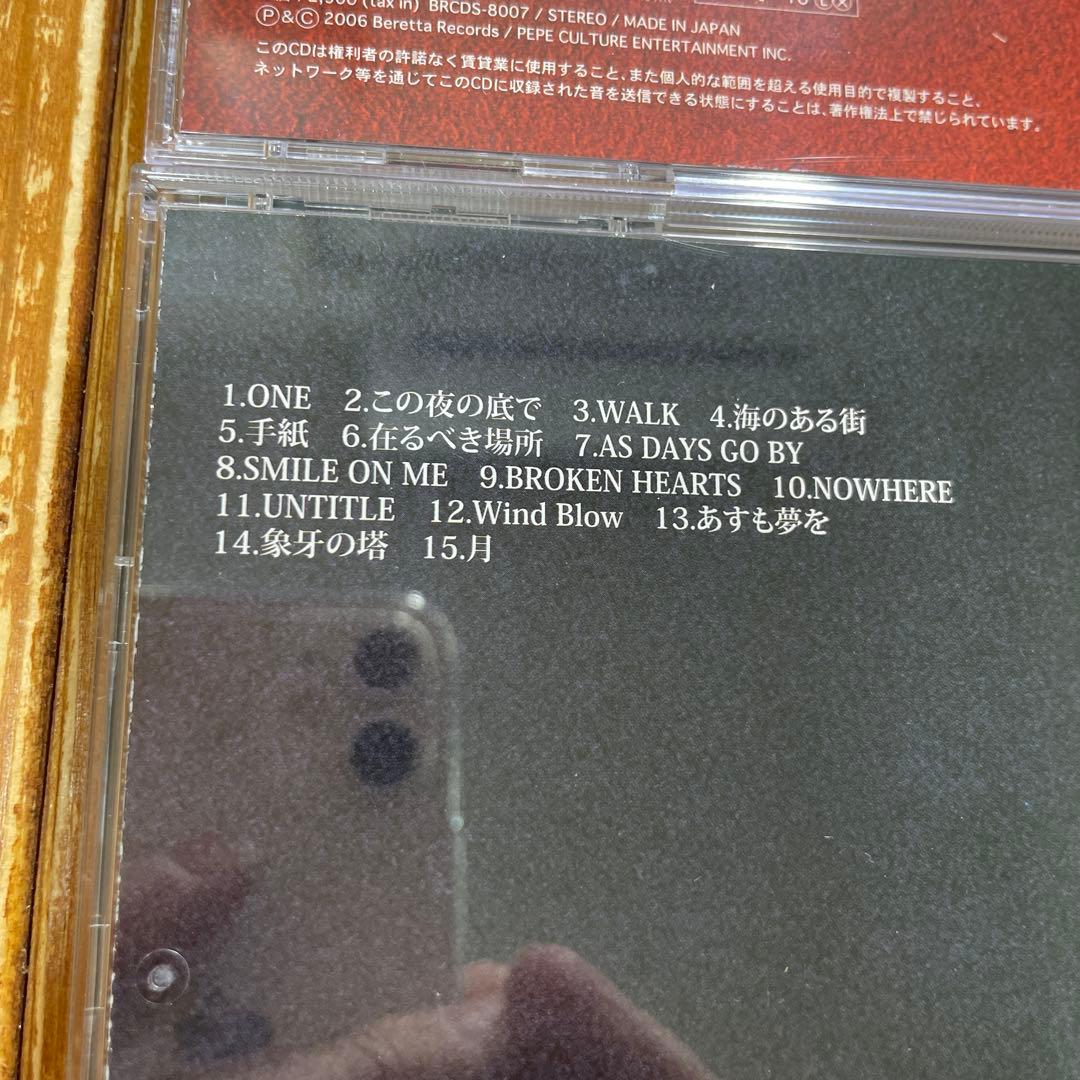 (tax in) BRCDS-8007 / STEREO / MADE IN JAPAN
Ⓟ&Ⓒ 2006 Beretta Records / PEPE CULTURE ENTERTAINMENT INC.
このCDは権利者の許諾なく賃貸業に使用すること、また個人的な範囲を超える使用目的で複製すること、
ネットワーク等を通じてこのCDに収録された音を送信できる状態にすることは、著作権法上で禁じられています。
1.ONE 2.この夜の底で 3.WALK 4.海のある街
5.手紙 6.在るべき場所 7.AS DAYS GO BY
8.SMILE ON ME 9.BROKEN HEARTS 10.NOWHERE
11.UNTITLE 12.Wind Blow 13.あすも夢を
14.象牙の塔 15.月